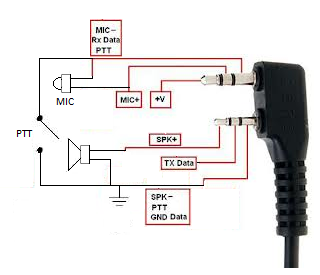 MIC-
Rx Data
PTT
MIC
MIC+
+V
PTT
SPK+
TX Data
SPK-
PTT
GND Data